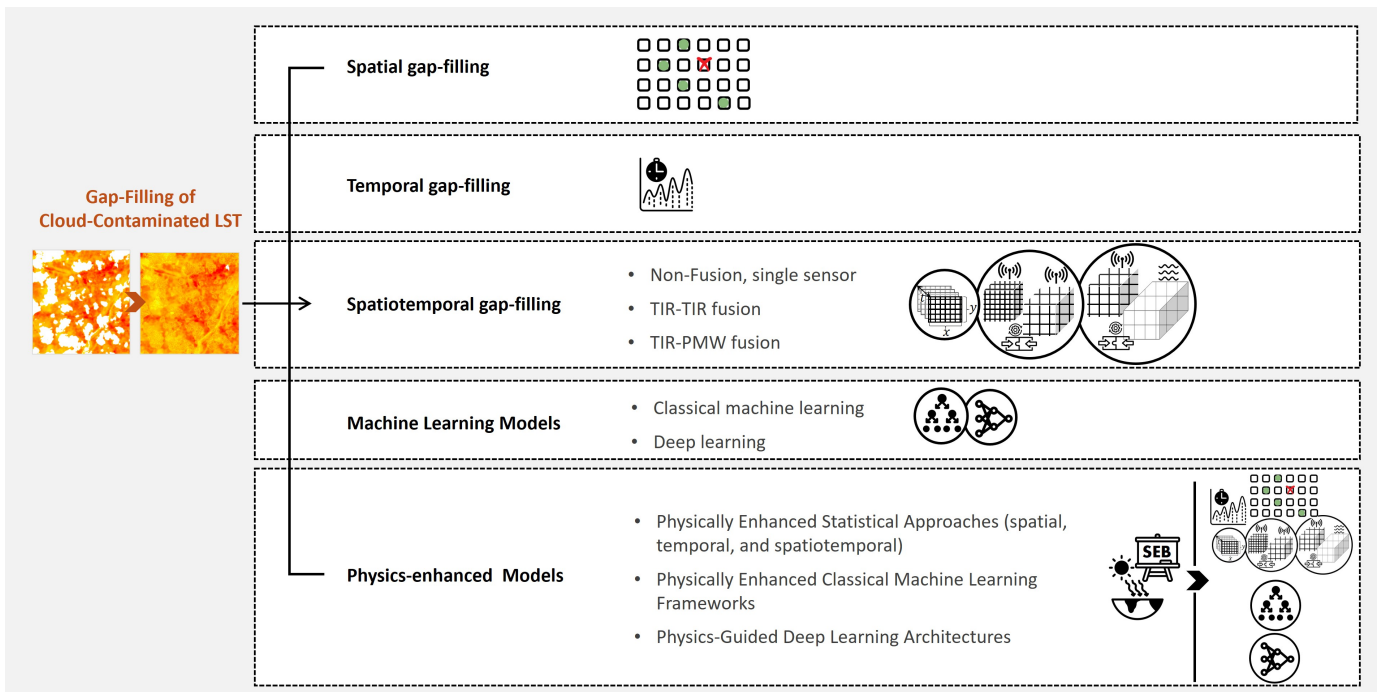 Gap-Filling of
Cloud-Contaminated LST
Spatial gap-filling
Temporal gap-filling
Spatiotemporal gap-filling
• Non-Fusion, single sensor
• TIR-TIR fusion
• TIR-PMW fusion
t
y
x
Machine Learning Models
• Classical machine learning
• Deep learning
Physics-enhanced Models
• Physically Enhanced Statistical Approaches (spatial,
temporal, and spatiotemporal)
• Physically Enhanced Classical Machine Learning
Frameworks
• Physics-Guided Deep Learning Architectures
SEB